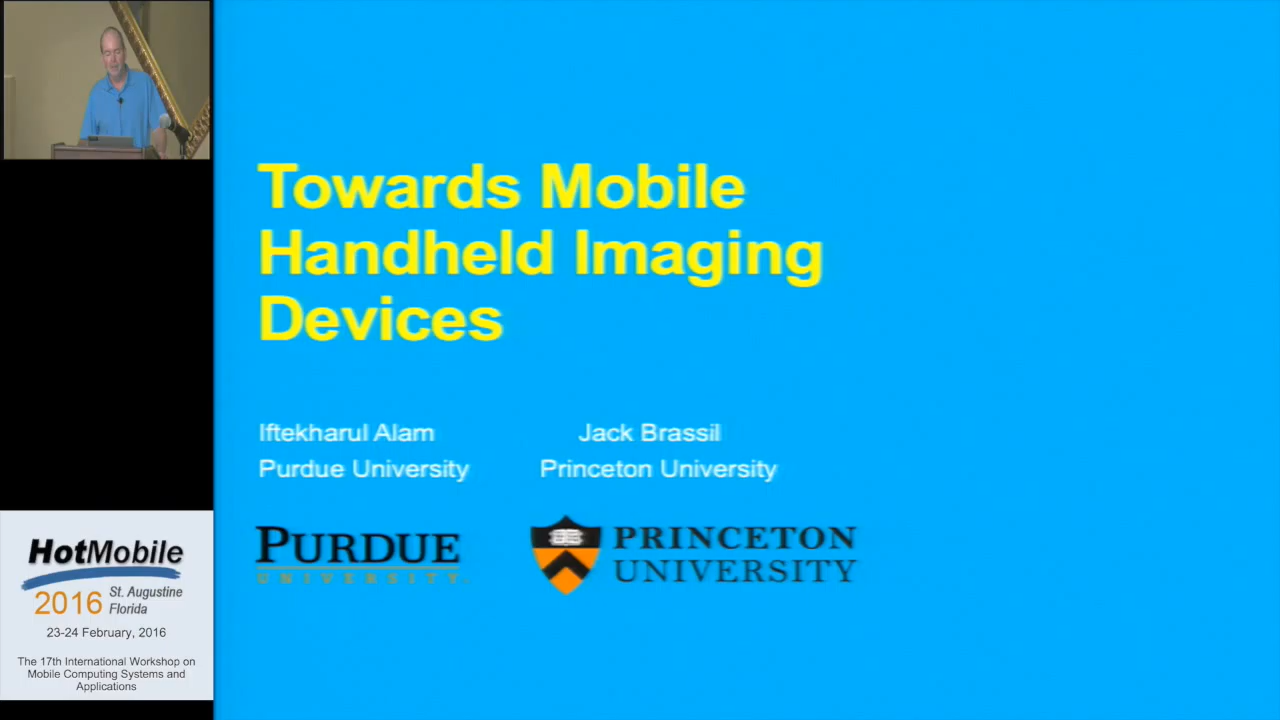 Towards Mobile
Handheld Imaging
Devices
Iftekharul Alam
Jack Brassil
Purdue University
Princeton University
PURDUE
UNIVERSITY
PRINCETON
UNIVERSITY
HotMobile
2016 St. Augustine
Florida
23-24 February, 2016
The 17th International Workshop on
Mobile Computing Systems and
Applications